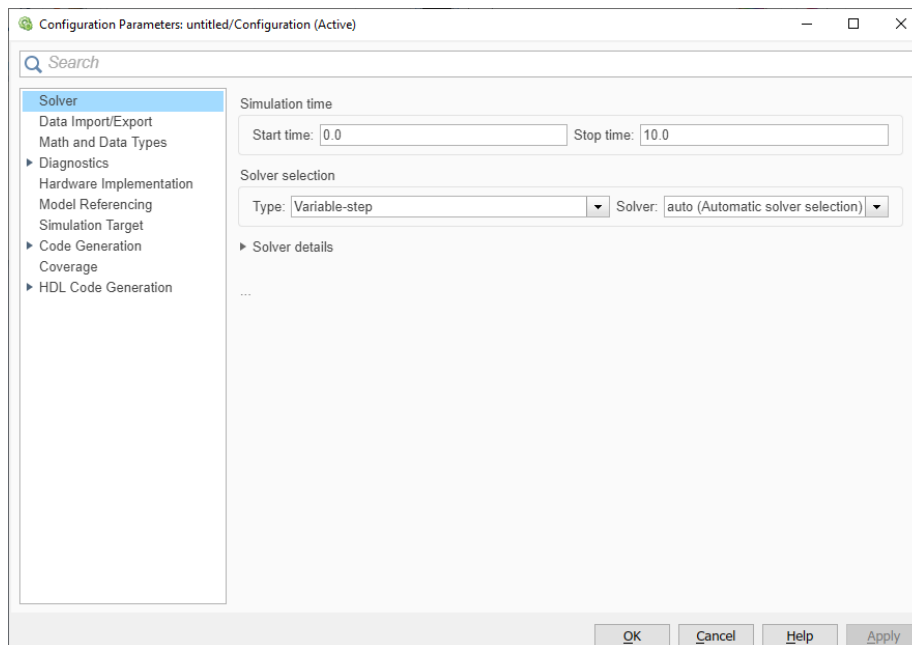 Configuration Parameters: untitled/Configuration (Active)
Search
Solver
Data Import/Export
Math and Data Types
Diagnostics
Hardware Implementation
Model Referencing
Simulation Target
Code Generation
Coverage
HDL Code Generation
Simulation time
Start time: 0.0 Stop time: 10.0
Solver selection
Type: Variable-step Solver: auto (Automatic solver selection)
Solver details
...
OK Cancel Help Apply